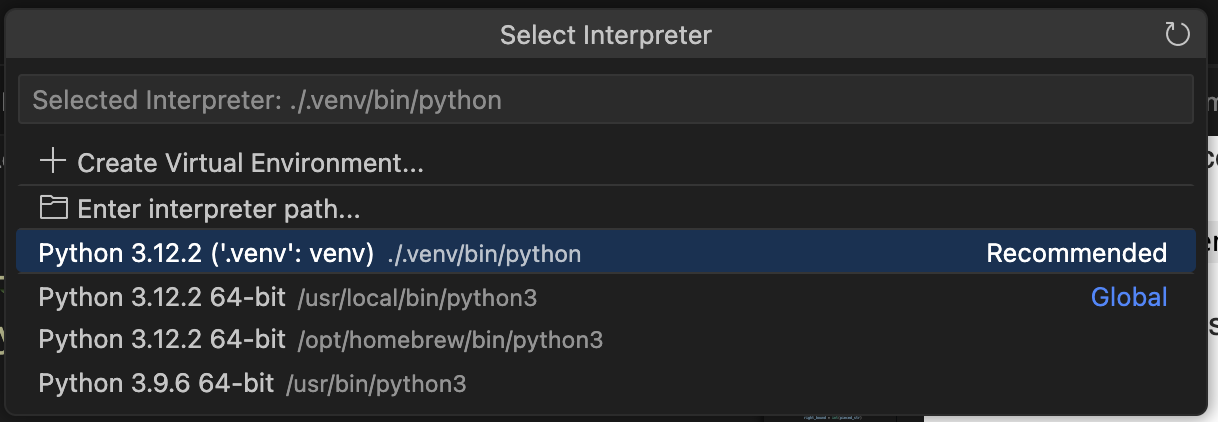 Select Interpreter
Selected Interpreter: ./.venv/bin/python
Create Virtual Environment...
Enter interpreter path...
Python 3.12.2 ('.venv': venv) ./.venv/bin/python Recommended
Python 3.12.2 64-bit /usr/local/bin/python3 Global
Python 3.12.2 64-bit /opt/homebrew/bin/python3
Python 3.9.6 64-bit /usr/bin/python3